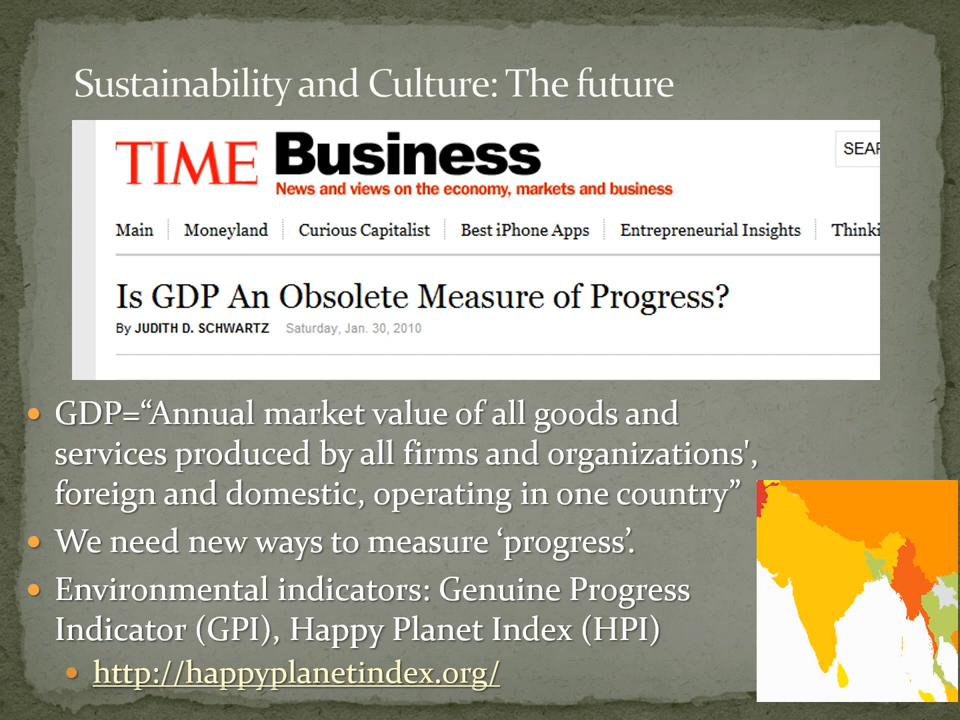 Sustainability and Culture: The future
TIME Business
SEAR
News and views on the economy, markets and business
Main Moneyland Curious Capitalist Best iPhone Apps Entrepreneurial Insights Thinki
Is GDP An Obsolete Measure of Progress?
By JUDITH D. SCHWARTZ Saturday, Jan. 30, 2010
GDP=“Annual market value of all goods and
services produced by all firms and organizations',
foreign and domestic, operating in one country”
We need new ways to measure ‘progress’.
Environmental indicators: Genuine Progress
Indicator (GPI), Happy Planet Index (HPI)
http://happyplanetindex.org/